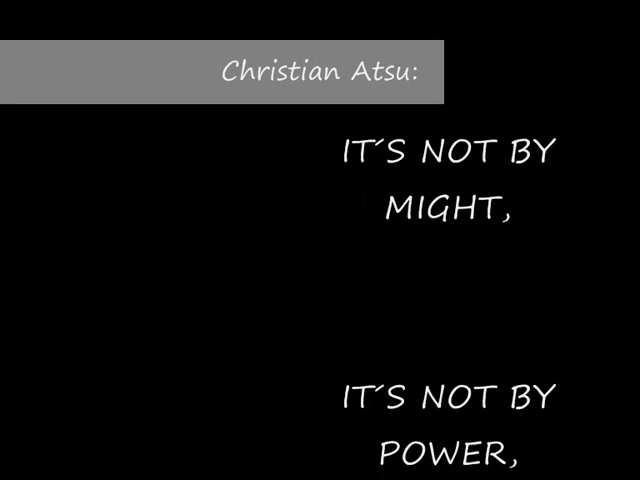 Christian Atsu:
IT´S NOT BY
MIGHT,
IT´S NOT BY
POWER,